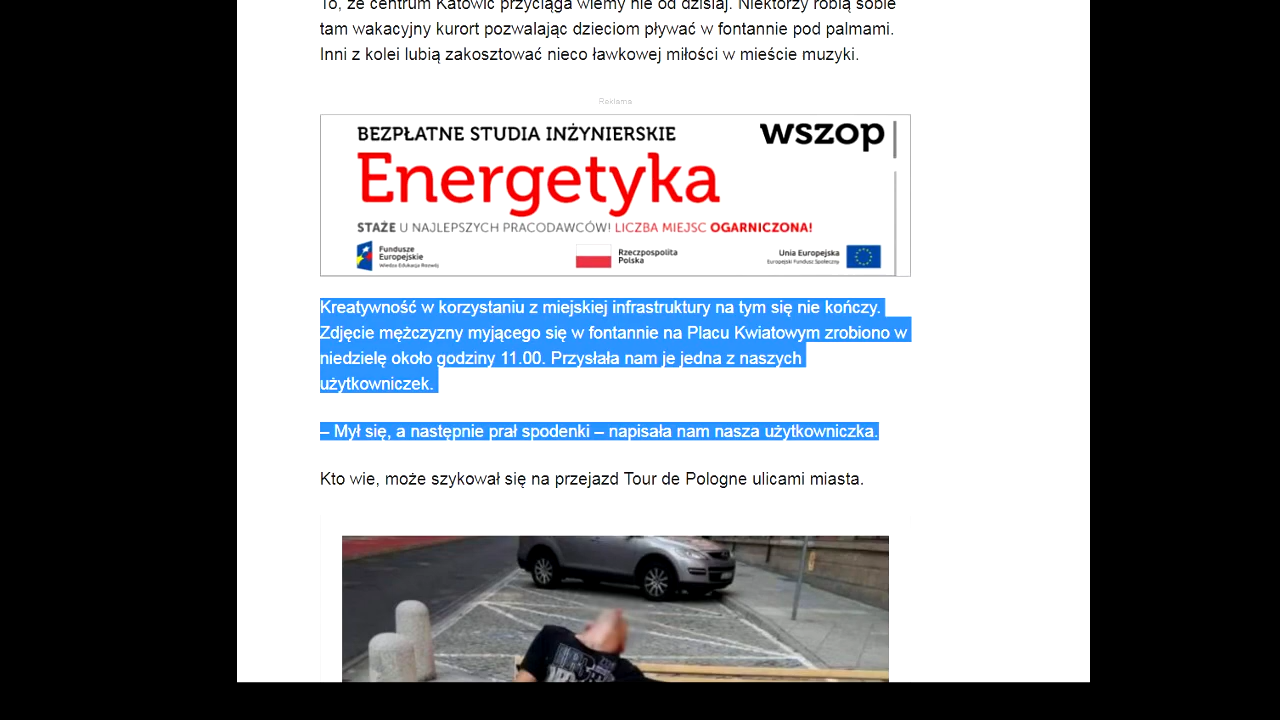 To, że centrum Katowic przyciąga wiemy nie od dzisiaj. Niektórzy robią sobie
tam wakacyjny kurort pozwalając dzieciom pływać w fontannie pod palmami.
Inni z kolei lubią zakosztować nieco ławkowej miłości w mieście muzyki.
Reklama
BEZPŁATNE STUDIA INŻYNIERSKIE
wszop
Energetyka
STAŻE U NAJLEPSZYCH PRACODAWCÓW! LICZBA MIEJSC OGARNICZONA!
Fundusze
Europejskie
Wiedza Edukacja Rozwój
Rzeczpospolita
Polska
Unia Europejska
Europejski Fundusz Społeczny
Kreatywność w korzystaniu z miejskiej infrastruktury na tym się nie kończy.
Zdjęcie mężczyzny myjącego się w fontannie na Placu Kwiatowym zrobiono w
niedzielę około godziny 11.00. Przysłała nam je jedna z naszych
użytkowniczek.
– Mył się, a następnie prał spodenki – napisała nam nasza użytkowniczka.
Kto wie, może szykował się na przejazd Tour de Pologne ulicami miasta.